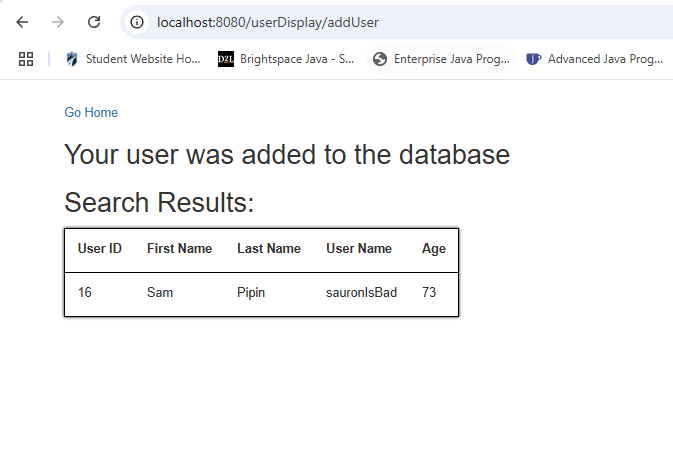 localhost:8080/userDisplay/addUser
Student Website Ho... D2L Brightspace Java - S... Enterprise Java Prog... Advanced Java Prog...
Go Home
Your user was added to the database
Search Results:
User ID First Name Last Name User Name Age
16 Sam Pipin sauronIsBad 73